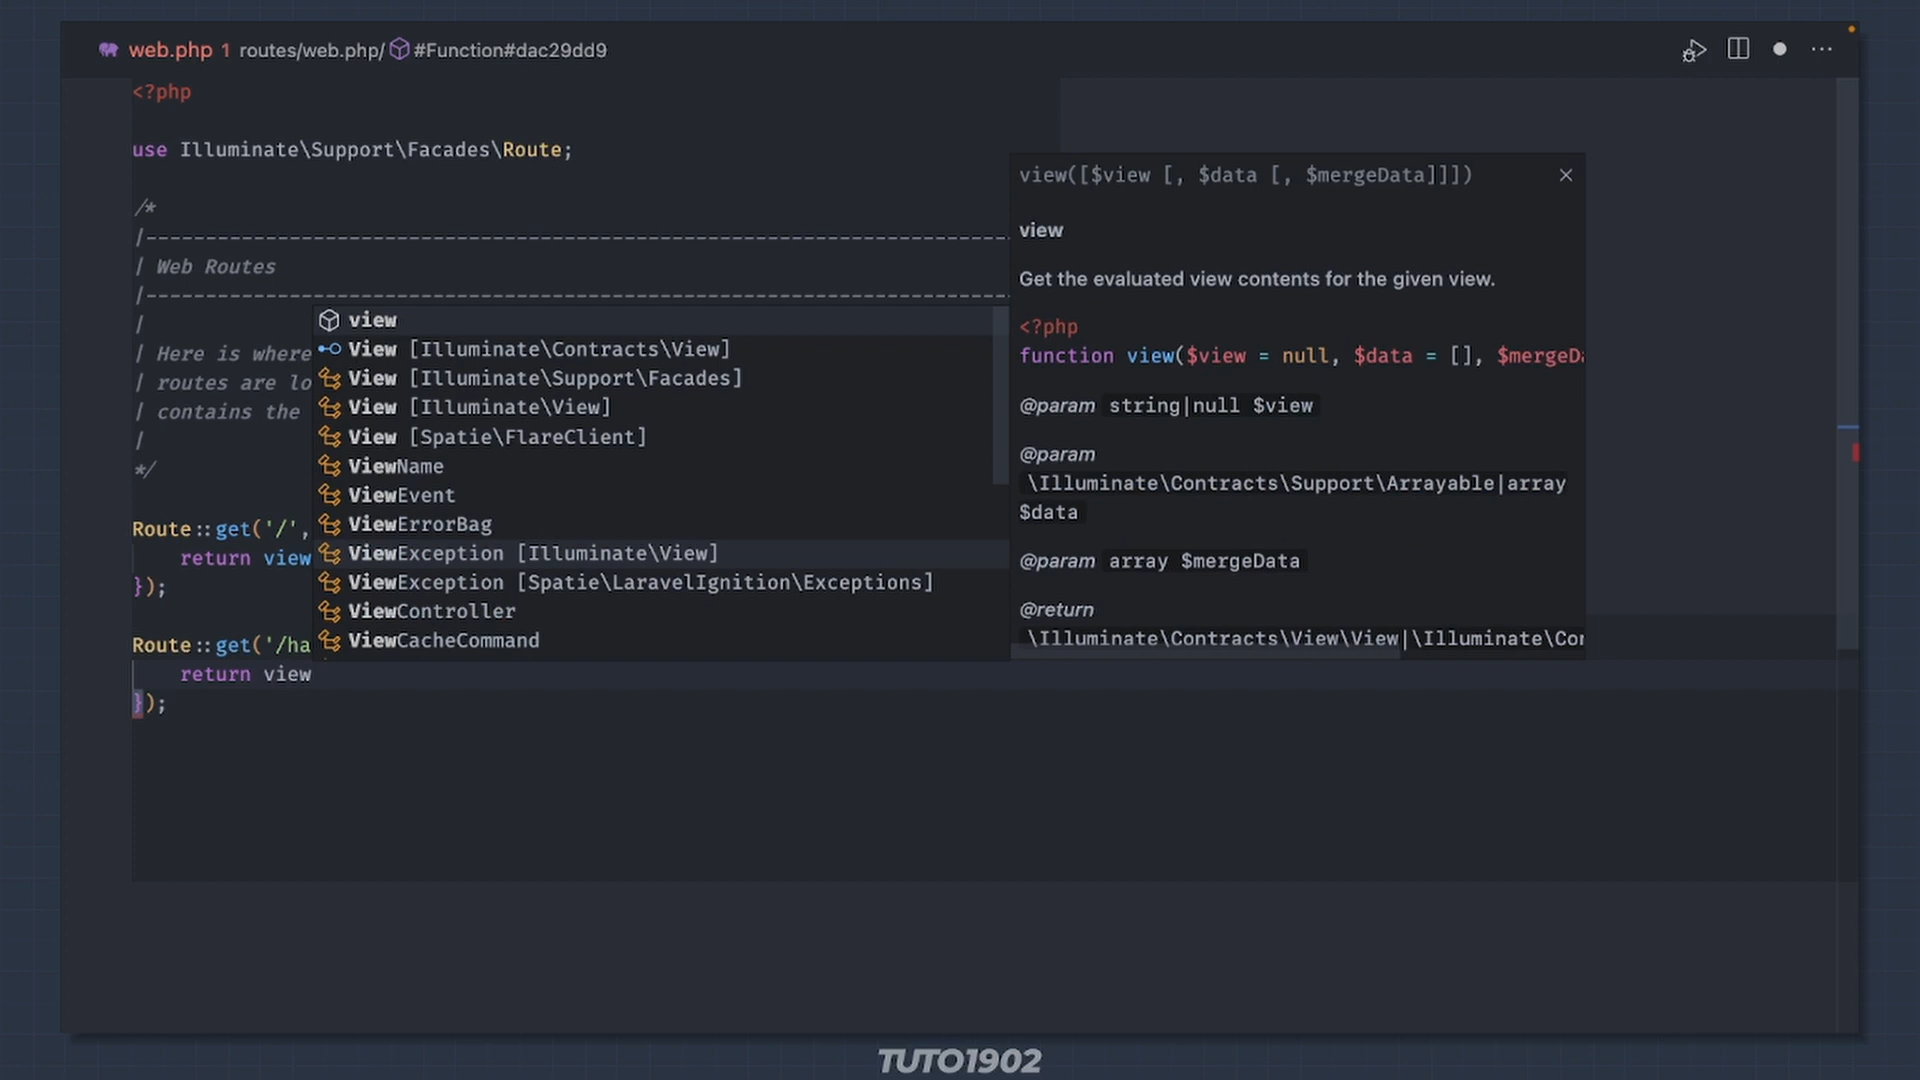 web.php 1 routes/web.php/ #Function#dac29dd9
<?php
use Illuminate\Support\Facades\Route;
/*
|------------------------------------------------------------------------
| Web Routes
|------------------------------------------------------------------------
|
| Here is where
| routes are lo
| contains the
|
*/
Route::get('/',
return view
});
Route::get('/ha
return view
});
view
View [Illuminate\Contracts\View]
View [Illuminate\Support\Facades]
View [Illuminate\View]
View [Spatie\FlareClient]
ViewName
ViewEvent
ViewErrorBag
ViewException [Illuminate\View]
ViewException [Spatie\LaravelIgnition\Exceptions]
ViewController
ViewCacheCommand
view([$view [, $data [, $mergeData]]])
view
Get the evaluated view contents for the given view.
<?php
function view($view = null, $data = [], $mergeDa
@param string|null $view
@param
\Illuminate\Contracts\Support\Arrayable|array
$data
@param array $mergeData
@return
\Illuminate\Contracts\View\View|\Illuminate\Con
TUTO1902